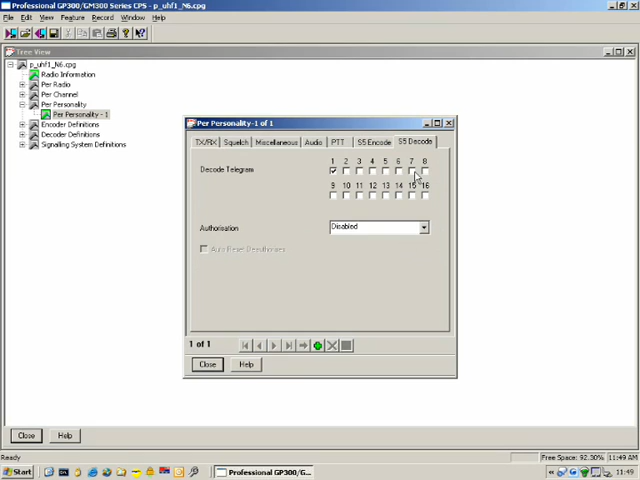 Professional GP300/GM300 Series CPS - p_uhf1_N6.cpg
File Edit View Feature Record Window Help
Tree View
p_uhf1_N6.cpg
Radio Information
Per Radio
Per Channel
Per Personality
Per Personality - 1
Encoder Definitions
Decoder Definitions
Signalling System Definitions
Per Personality-1 of 1
TX/RX Squelch Miscellaneous Audio PTT S5 Encode S5 Decode
1 2 3 4 5 6 7 8
Decode Telegram
9 10 11 12 13 14 15 16
Authorisation Disabled
Auto Reset Deauthorises
1 of 1
Close Help
Close Help
Ready Free Space: 92.30% 11:49 AM
Start Professional GP300/G... 11:49